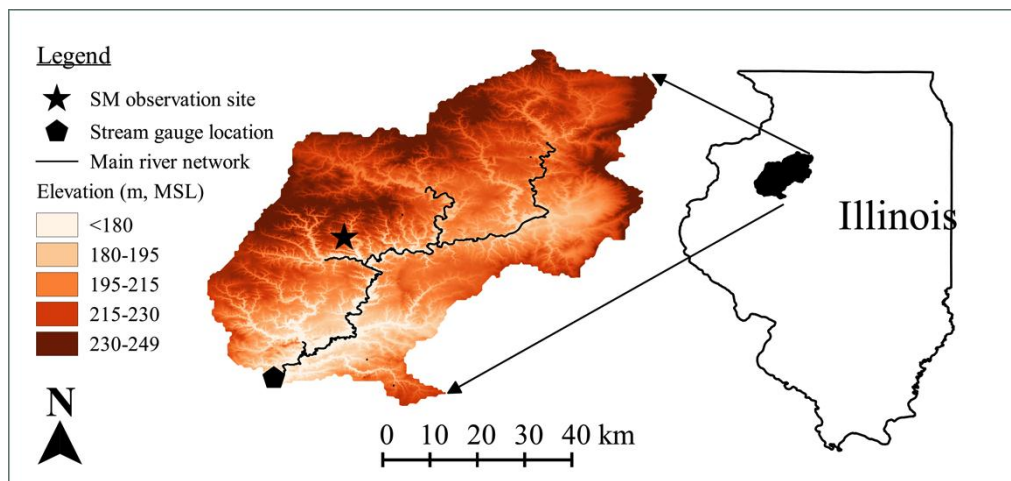 Legend
SM observation site
Stream gauge location
Main river network
Elevation (m, MSL)
<180
180-195
195-215
215-230
230-249
N
0 10 20 30 40 km
Illinois